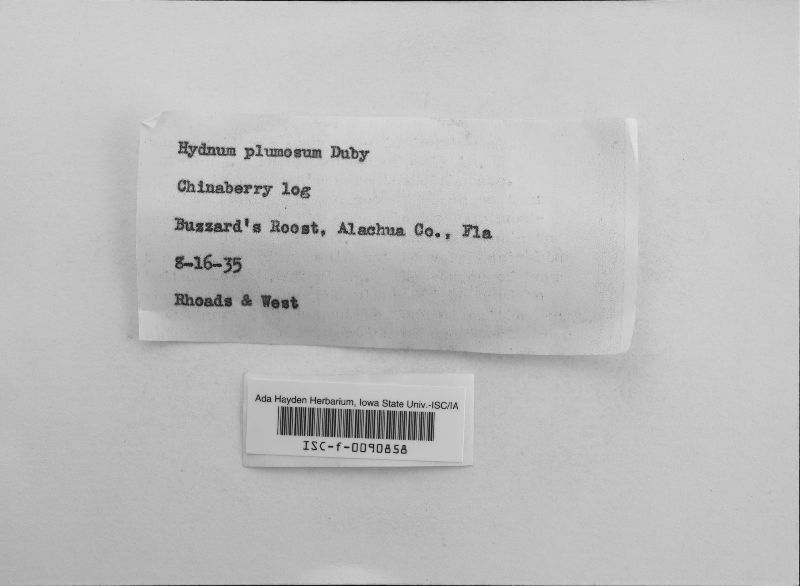 Hydnum plumosum Duby
Chinaberry log
Buzzard's Roost, Alachua Co., Fla
8-16-35
Rhoads & West
Ada Hayden Herbarium, Iowa State Univ.-ISC/IA
ISC-f-0090858